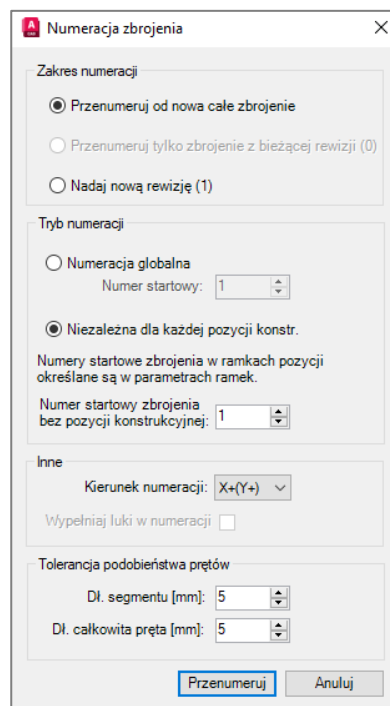 A
CAD
Numeracja zbrojenia
Zakres numeracji
Przenumeruj od nowa całe zbrojenie
Przenumeruj tylko zbrojenie z bieżącej rewizji (0)
Nadaj nową rewizję (1)
Tryb numeracji
Numeracja globalna
Numer startowy: 1
Niezależna dla każdej pozycji konstr.
Numery startowe zbrojenia w ramkach pozycji
określane są w parametrach ramek.
Numer startowy zbrojenia
bez pozycji konstrukcyjnej: 1
Inne
Kierunek numeracji: X+(Y+)
Wypełniaj luki w numeracji
Tolerancja podobieństwa prętów
Dł. segmentu [mm]: 5
Dł. całkowita pręta [mm]: 5
Przenumeruj Anuluj